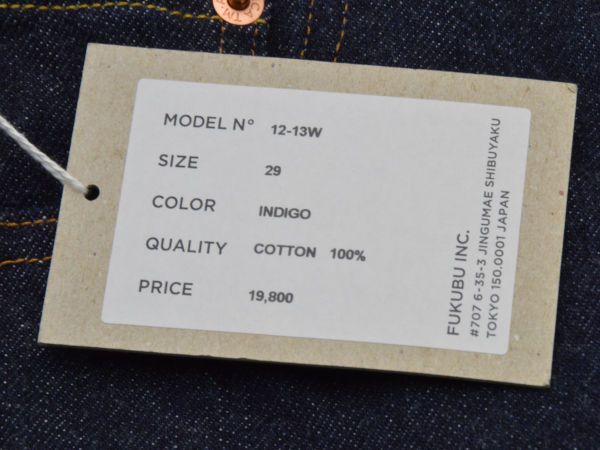 MODEL N° 12-13W
SIZE 29
COLOR INDIGO
QUALITY COTTON 100%
PRICE 19,800
FUKUBU INC.
#707 6-35-3 JINGUMAE SHIBUYAKU
TOKYO 150.0001 JAPAN